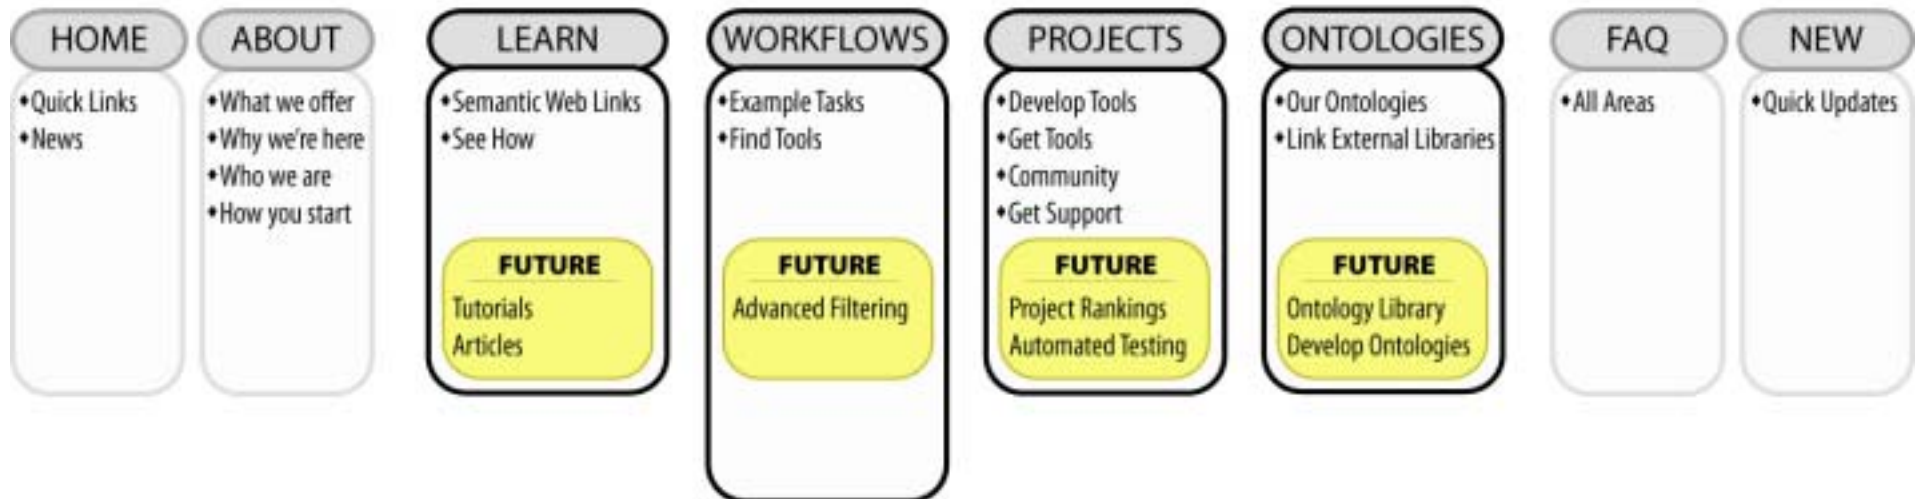 HOME
•Quick Links
•News
ABOUT
•What we offer
•Why we're here
•Who we are
•How you start
LEARN
•Semantic Web Links
•See How
FUTURE
Tutorials
Articles
WORKFLOWS
•Example Tasks
•Find Tools
FUTURE
Advanced Filtering
PROJECTS
•Develop Tools
•Get Tools
•Community
•Get Support
FUTURE
Project Rankings
Automated Testing
ONTOLOGIES
•Our Ontologies
•Link External Libraries
FUTURE
Ontology Library
Develop Ontologies
FAQ
•All Areas
NEW
•Quick Updates